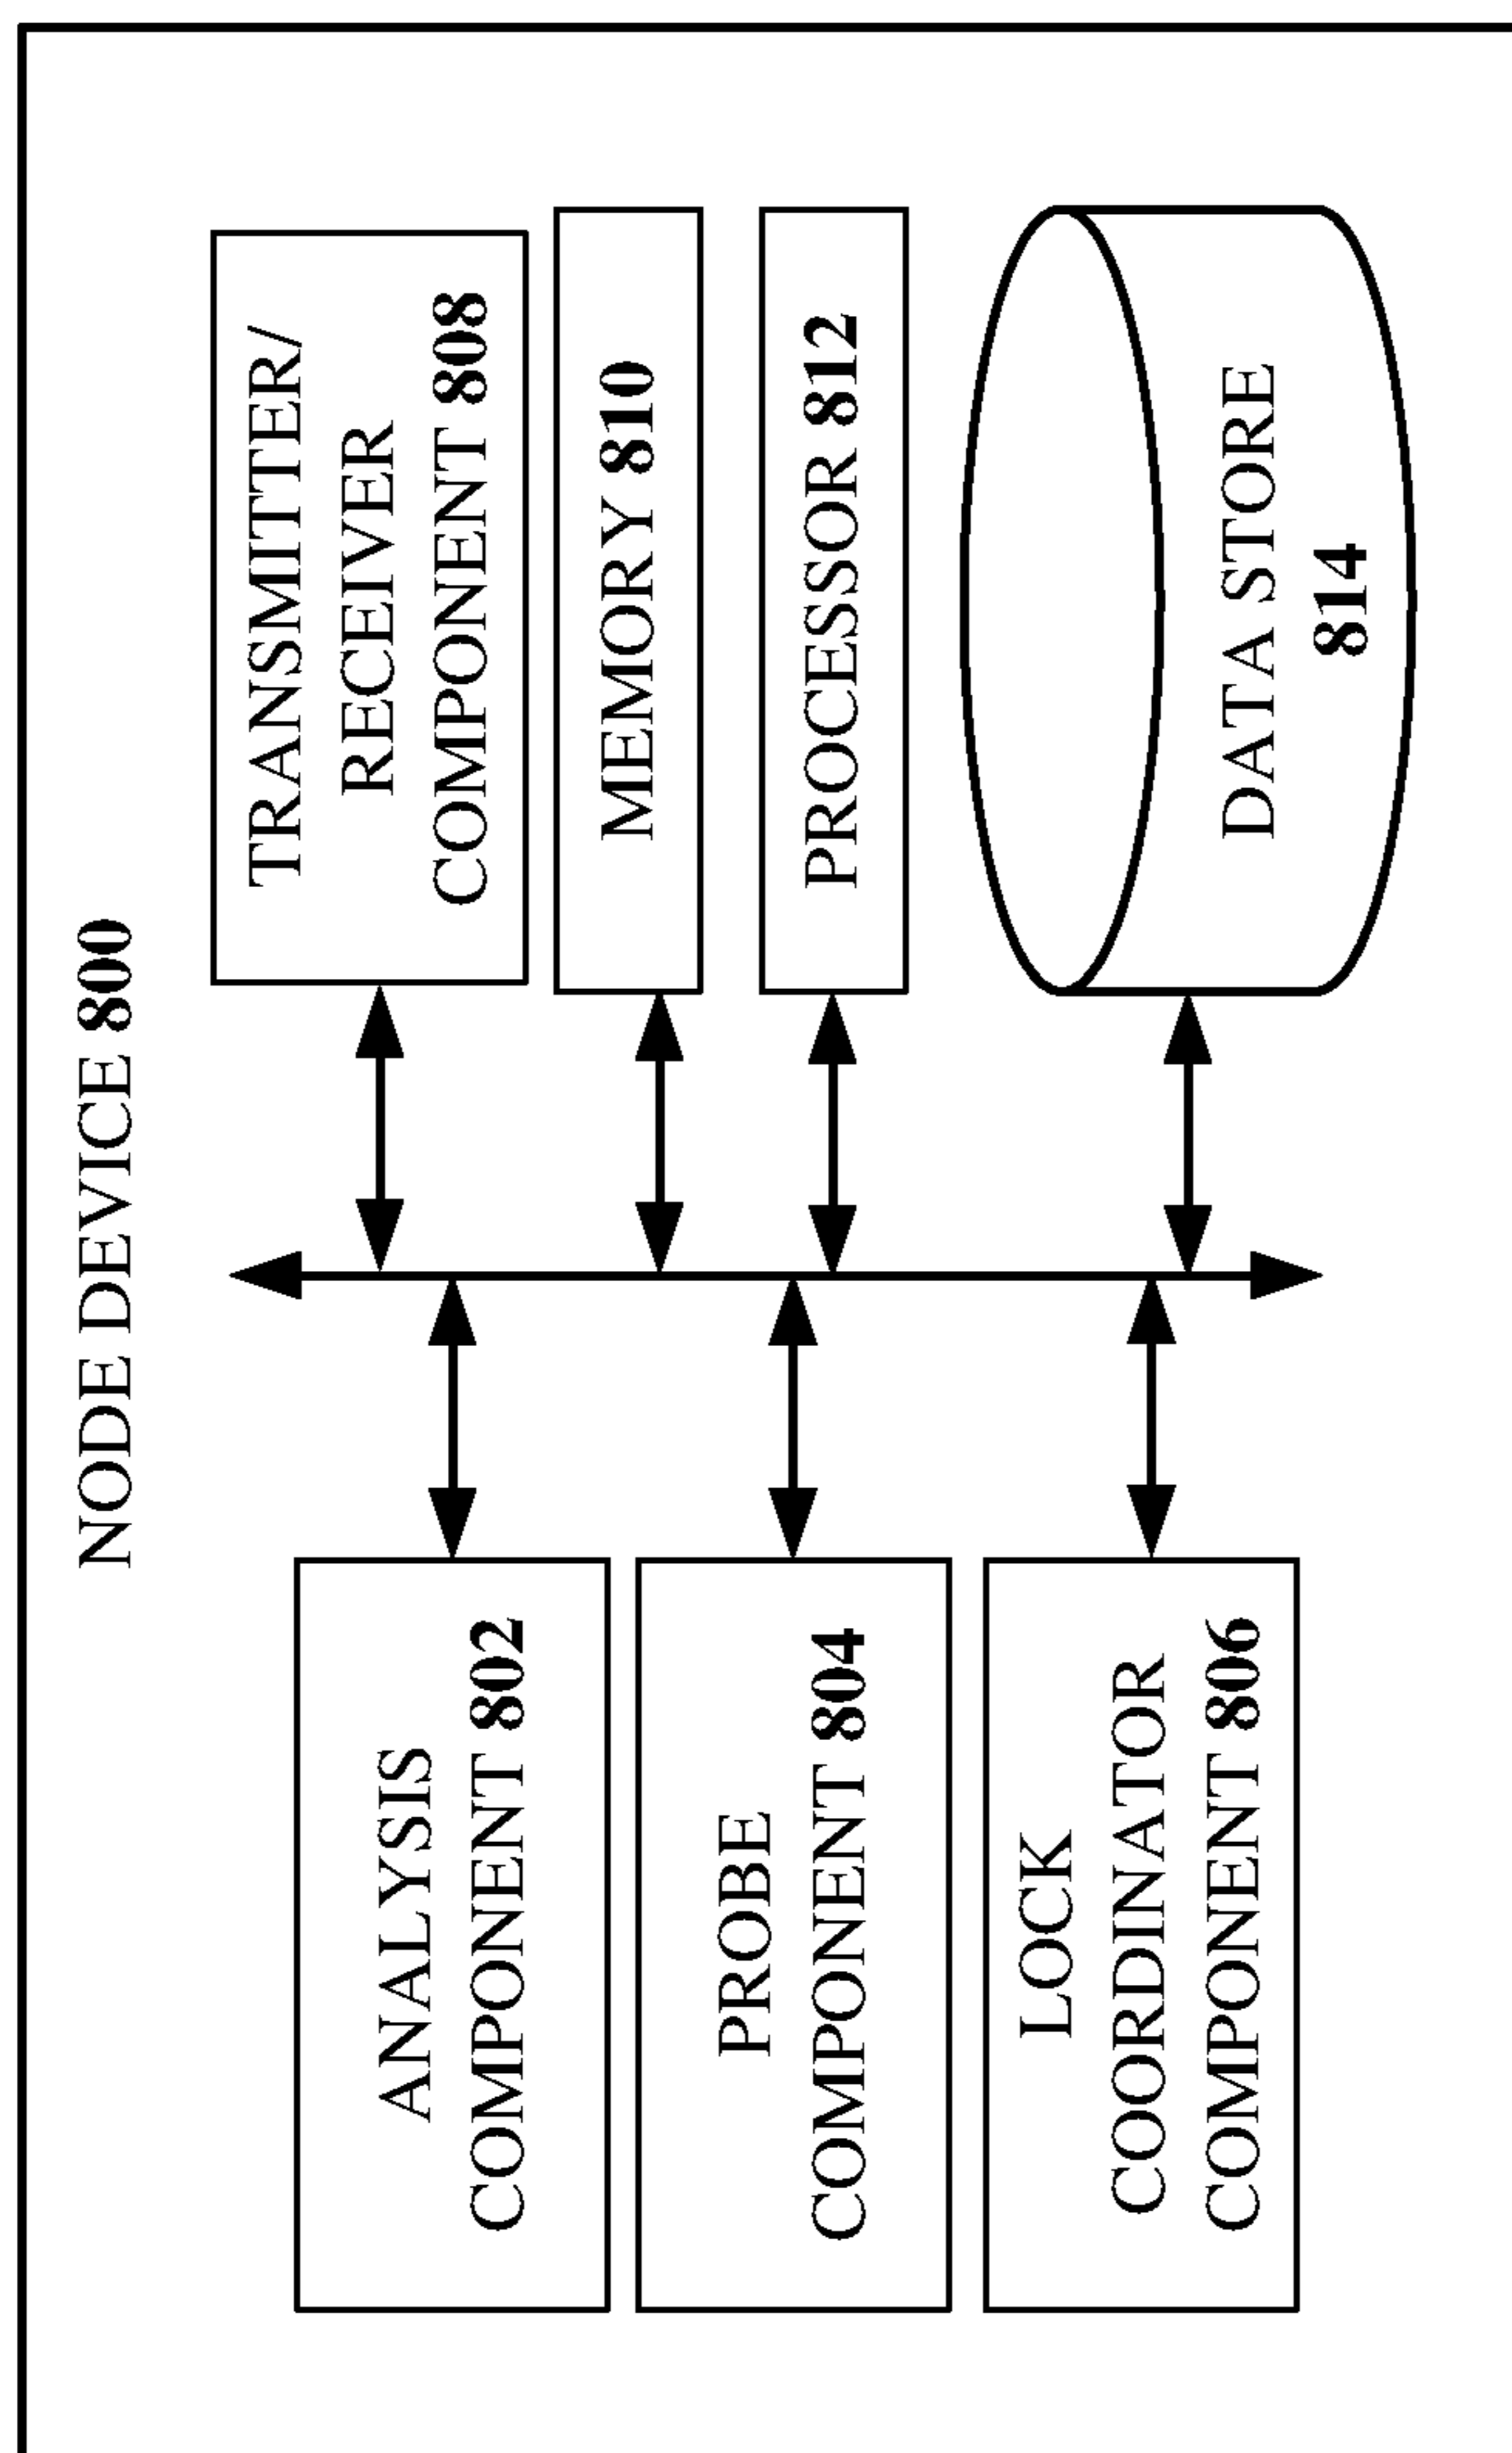 NODE DEVICE 800
ANALYSIS
COMPONENT 802
PROBE
COMPONENT 804
LOCK
COORDINATOR
COMPONENT 806
TRANSMITTER/
RECEIVER
COMPONENT 808
MEMORY 810
PROCESSOR 812
DATA STORE
814